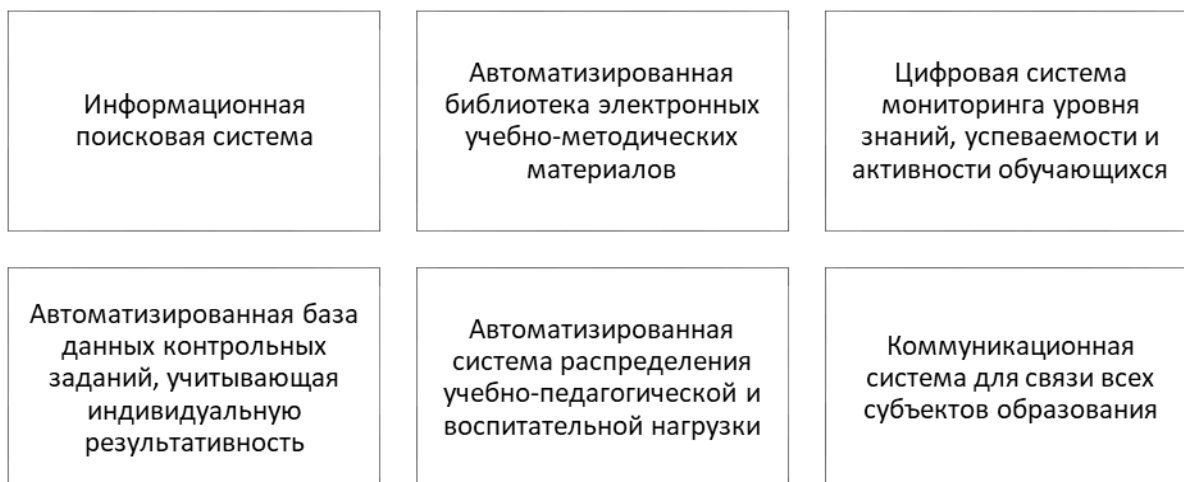 Информационная
поисковая система
Автоматизированная
библиотека электронных
учебно-методических
материалов
Цифровая система
мониторинга уровня
знаний, успеваемости и
активности обучающихся
Автоматизированная база
данных контрольных
заданий, учитывающая
индивидуальную
результативность
Автоматизированная
система распределения
учебно-педагогической и
воспитательной нагрузки
Коммуникационная
система для связи всех
субъектов образования